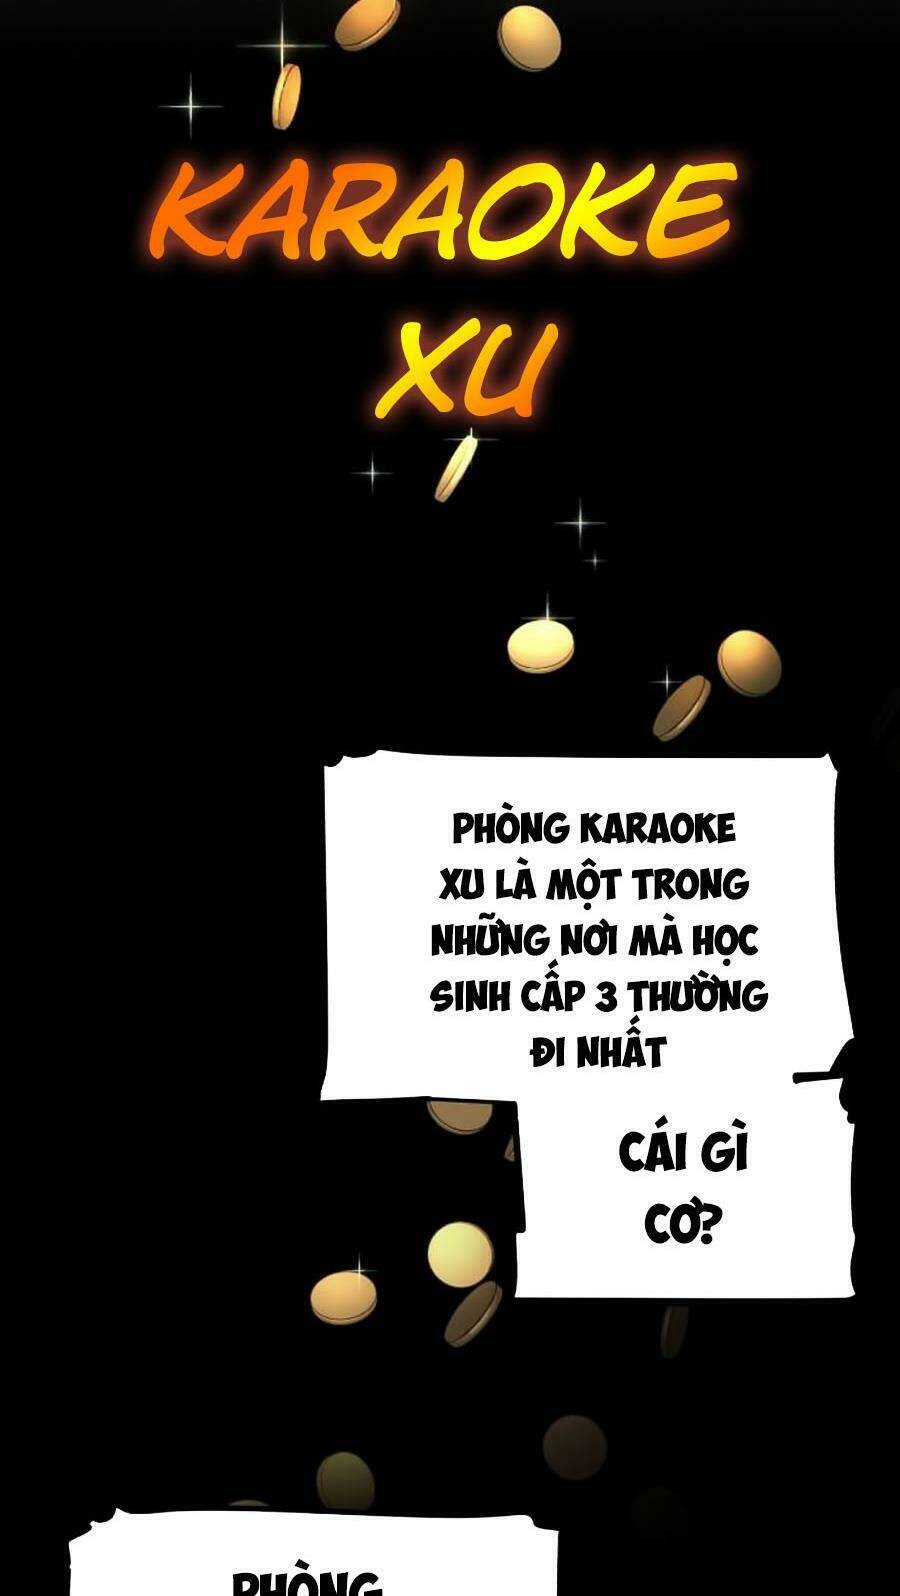 KARAOKE
XU
PHÒNG KARAOKE
XU LÀ MỘT TRONG
NHỮNG NƠI MÀ HỌC
SINH CẤP 3 THƯỜNG
ĐI NHẤT
CÁI GÌ
CƠ?
PHÒNG